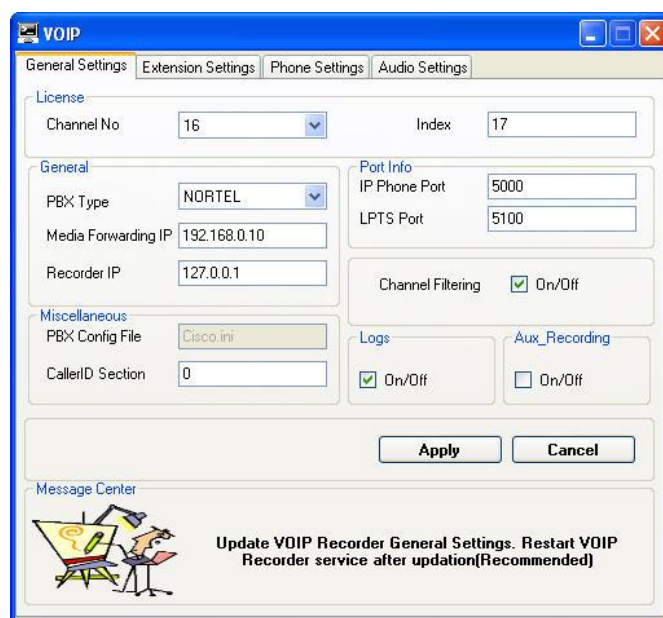 VOIP
General Settings Extension Settings Phone Settings Audio Settings
License
Channel No 16 Index 17
General
PBX Type NORTEL
Media Forwarding IP 192.168.0.10
Recorder IP 127.0.0.1
Port Info
IP Phone Port 5000
LPTS Port 5100
Channel Filtering On/Off
Miscellaneous
PBX Config File Cisco.ini
CallerID Section 0
Logs
On/Off
Aux_Recording
On/Off
Apply Cancel
Message Center
Update VOIP Recorder General Settings. Restart VOIP
Recorder service after updation(Recommended)